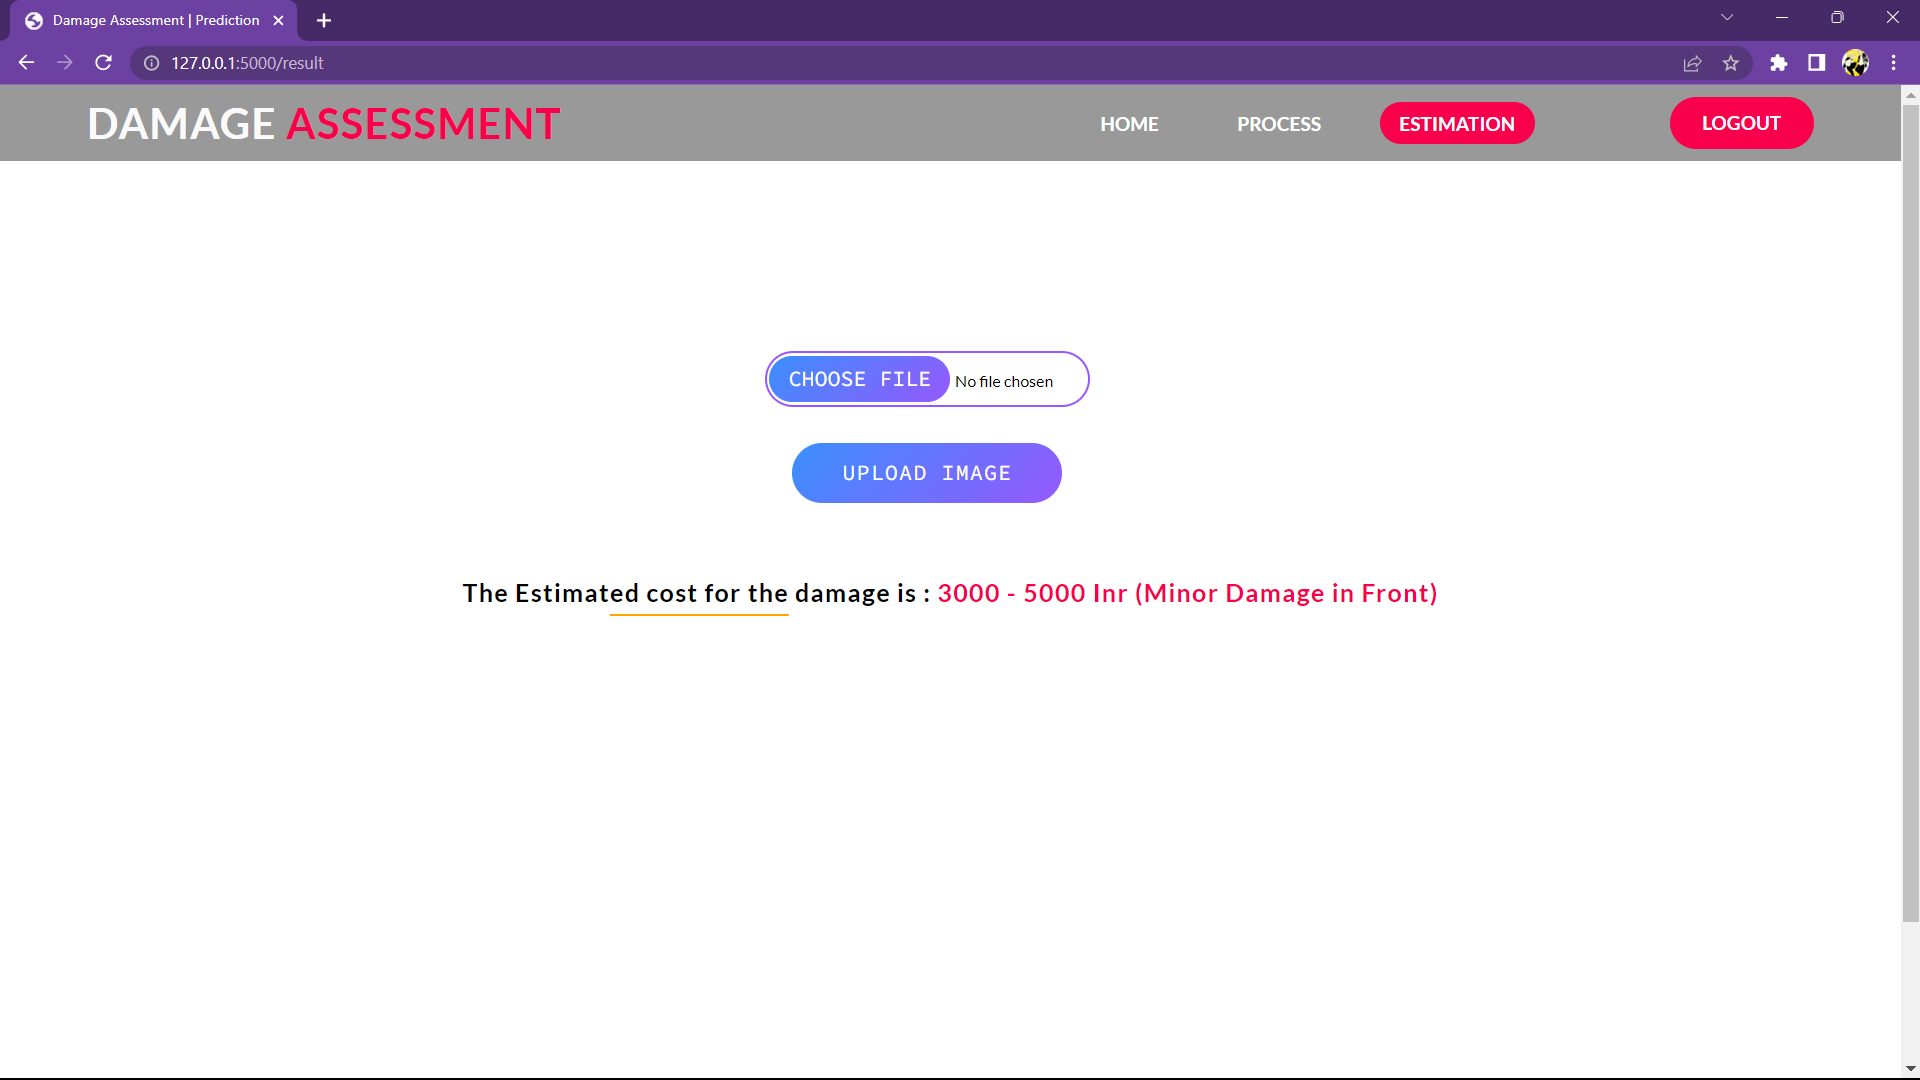 Damage Assessment | Prediction
127.0.0.1:5000/result
DAMAGE ASSESSMENT
HOME
PROCESS
ESTIMATION
LOGOUT
CHOOSE FILE No file chosen
UPLOAD IMAGE
The Estimated cost for the damage is : 3000 - 5000 Inr (Minor Damage in Front)